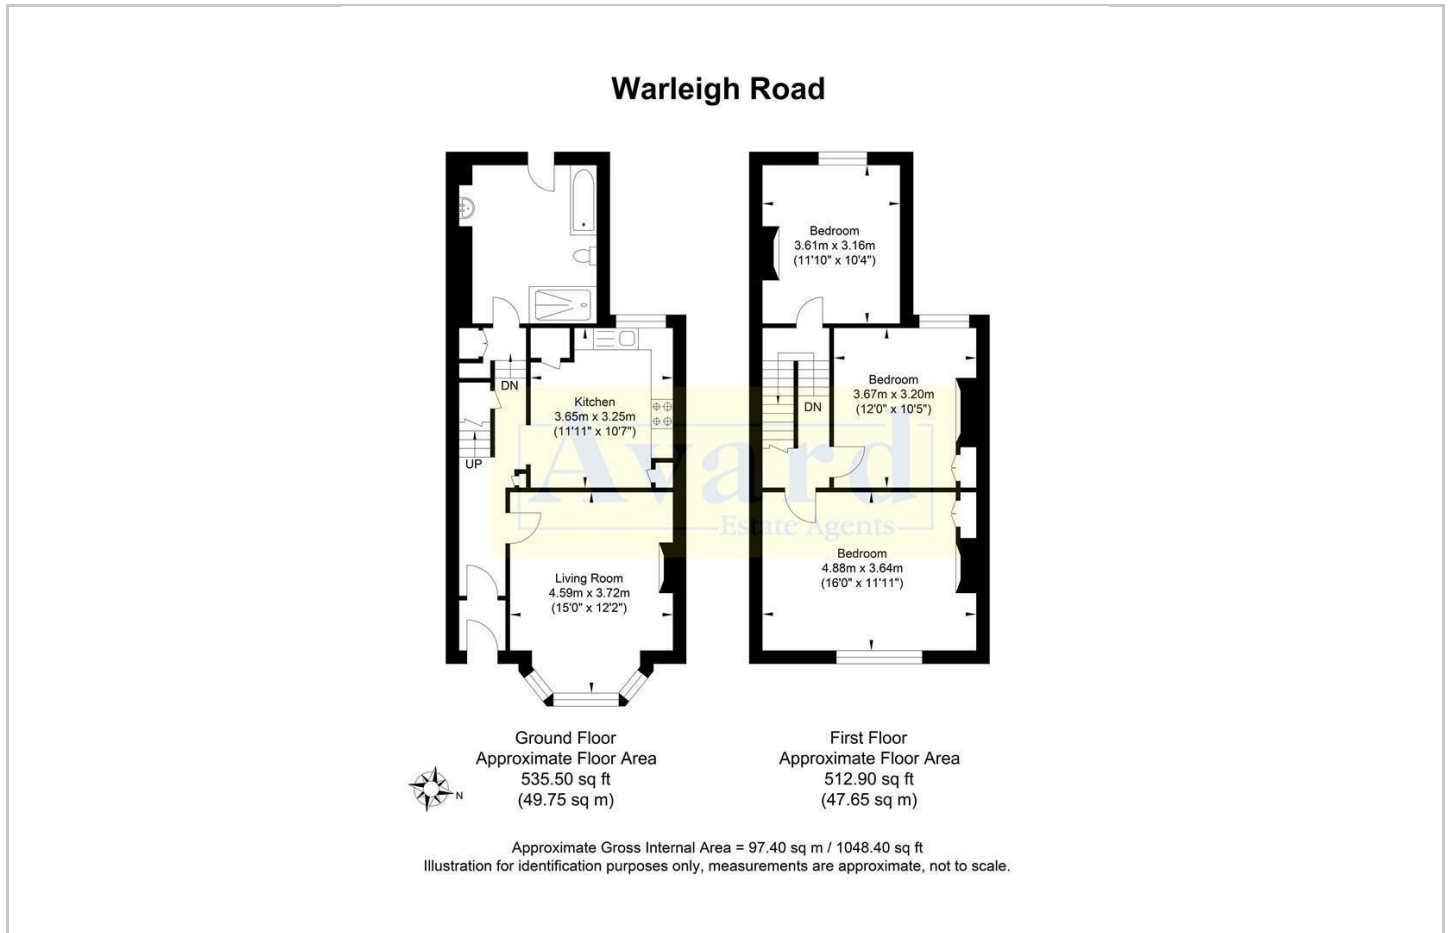 Warleigh Road
Bedroom
3.61m x 3.16m
(11'10" x 10'4")
DN
Kitchen
3.65m x 3.25m
(11'11" x 10'7")
UP
Living Room
4.59m x 3.72m
(15'0" x 12'2")
Bedroom
3.67m x 3.20m
(12'0" x 10'5")
DN
Bedroom
4.88m x 3.64m
(16'0" x 11'11")
Avard
Estate Agents
Ground Floor
Approximate Floor Area
535.50 sq ft
(49.75 sq m)
First Floor
Approximate Floor Area
512.90 sq ft
(47.65 sq m)
N
Approximate Gross Internal Area = 97.40 sq m / 1048.40 sq ft
Illustration for identification purposes only, measurements are approximate, not to scale.